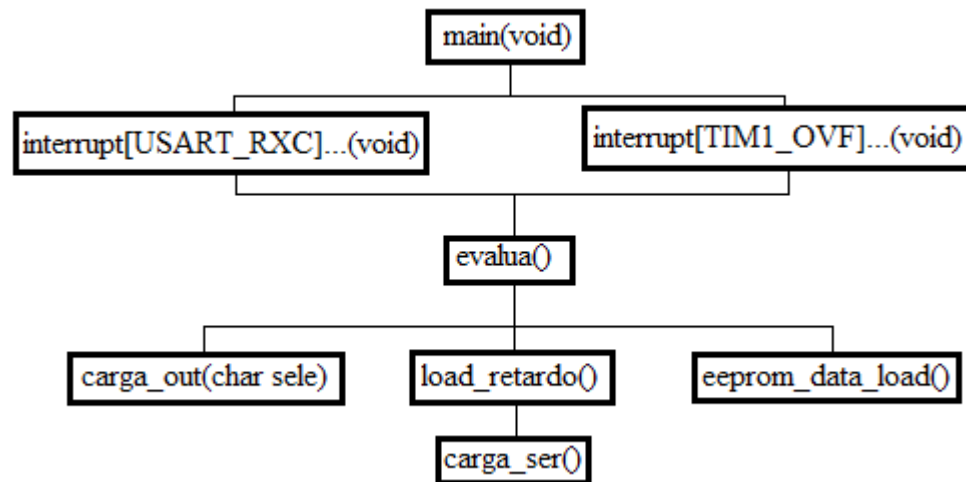 main(void)
interrupt[USART_RXC]...(void)
interrupt[TIM1_OVF]...(void)
evalua()
carga_out(char sele)
load_retardo()
eeprom_data_load()
carga_ser()